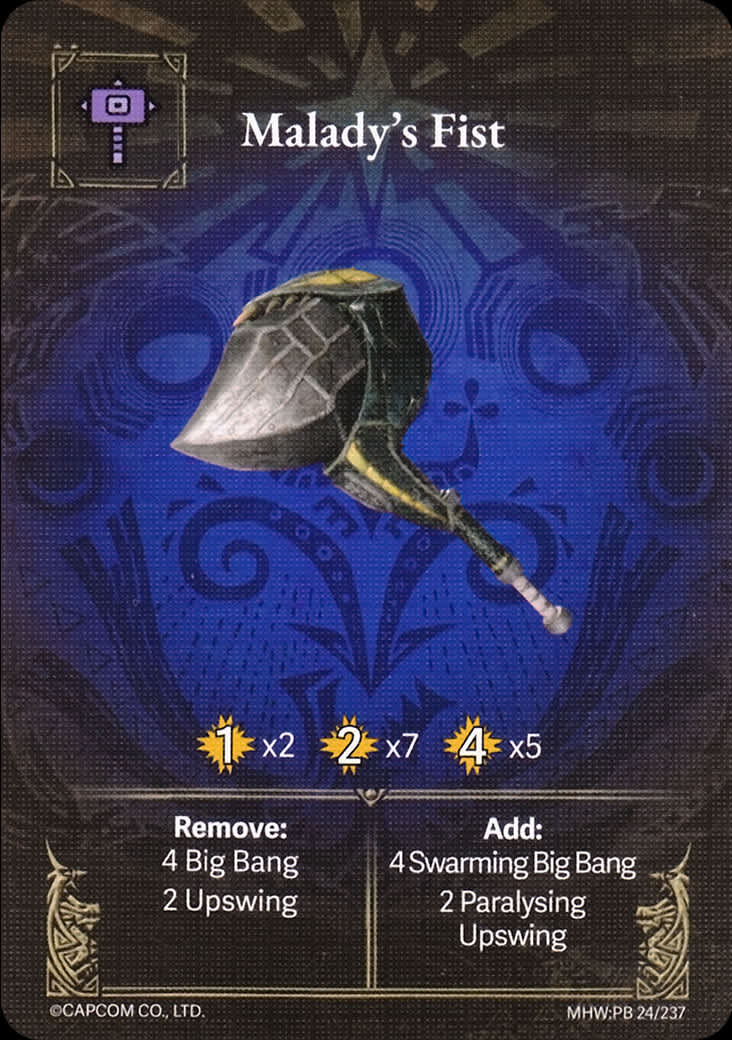 Malady's Fist
1 x2 2 x7 4 x5
Remove:
4 Big Bang
2 Upswing
Add:
4 Swarming Big Bang
2 Paralysing
Upswing
©CAPCOM CO., LTD.
MHW:PB 24/237